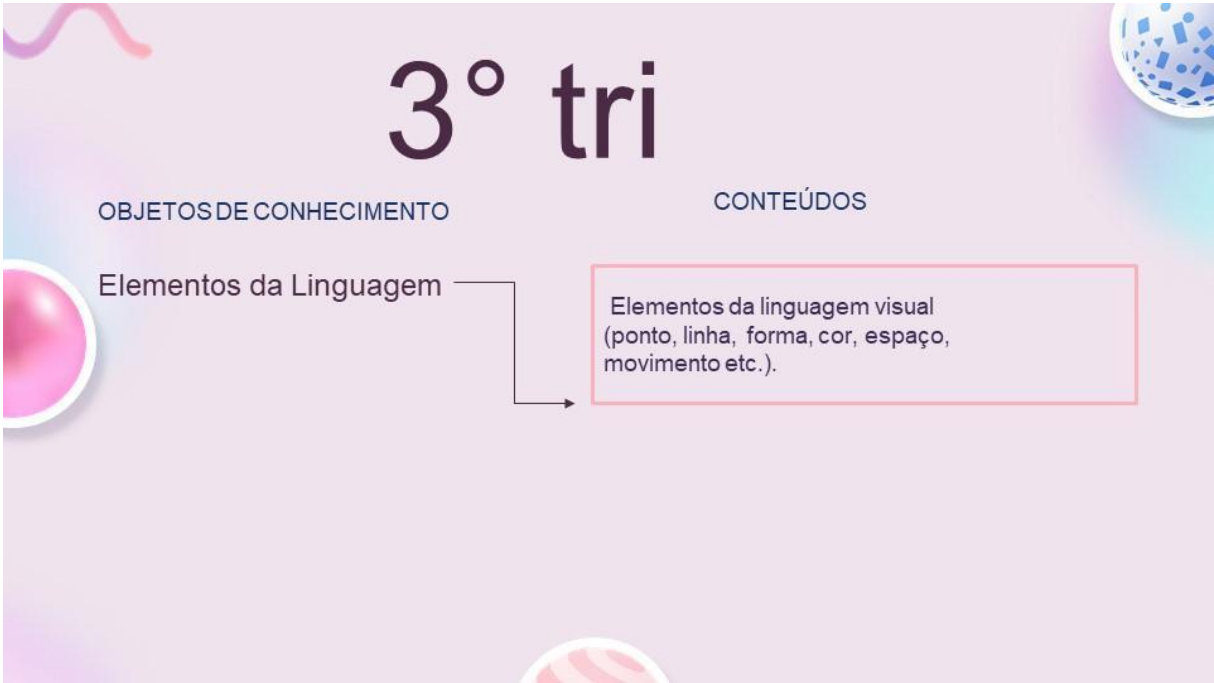 3° tri
OBJETOS DE CONHECIMENTO
CONTEÚDOS
Elementos da Linguagem
Elementos da linguagem visual
(ponto, linha, forma, cor, espaço,
movimento etc.).